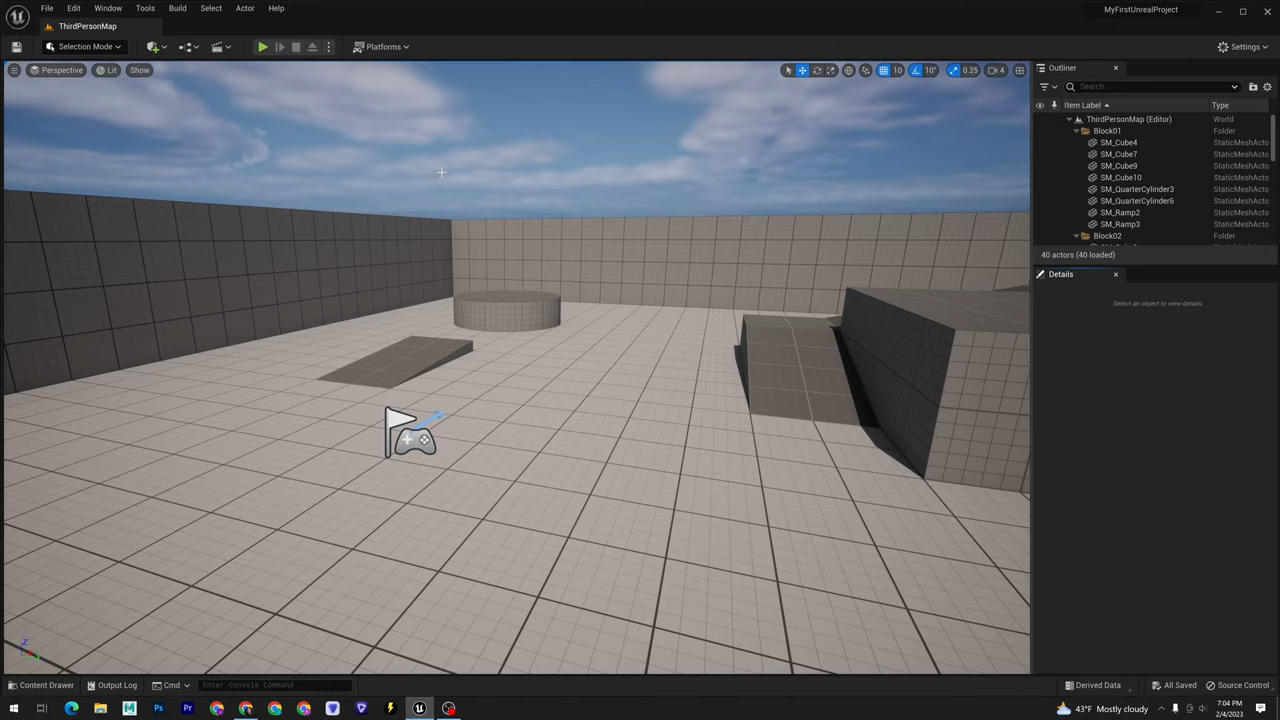 File Edit Window Tools Build Select Actor Help
MyFirstUnrealProject
ThirdPersonMap
Selection Mode
Platforms
Settings
Perspective Lit Show
10 10° 0.25 4
Outliner
Search...
Item Label Type
ThirdPersonMap (Editor) World
Block01 Folder
SM_Cube4 StaticMeshActo
SM_Cube7 StaticMeshActo
SM_Cube9 StaticMeshActo
SM_Cube10 StaticMeshActo
SM_QuarterCylinder3 StaticMeshActo
SM_QuarterCylinder6 StaticMeshActo
SM_Ramp2 StaticMeshActo
SM_Ramp3 StaticMeshActo
Block02 Folder
40 actors (40 loaded)
Details
Select an object to view details.
Z
Y
Content Drawer Output Log Cmd Enter Console Command Derived Data All Saved Source Control
Ps Pr 43°F Mostly cloudy 7:04 PM
2/4/2023